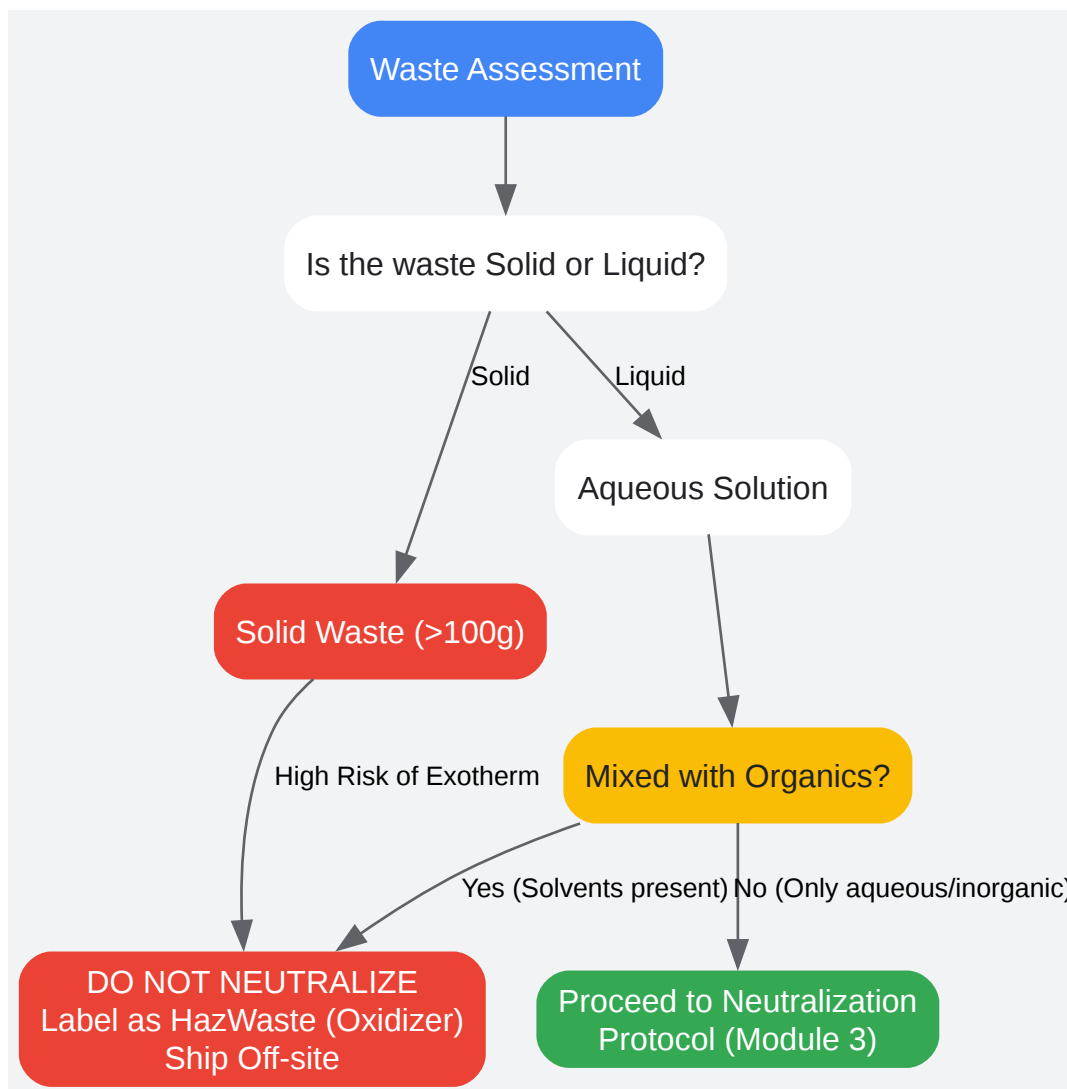 Waste Assessment
Is the waste Solid or Liquid?
Solid
Liquid
Aqueous Solution
Solid Waste (>100g)
High Risk of Exotherm
Mixed with Organics?
Yes (Solvents present)
No (Only aqueous/inorganic)
DO NOT NEUTRALIZE
Label as HazWaste (Oxidizer)
Ship Off-site
Proceed to Neutralization
Protocol (Module 3)